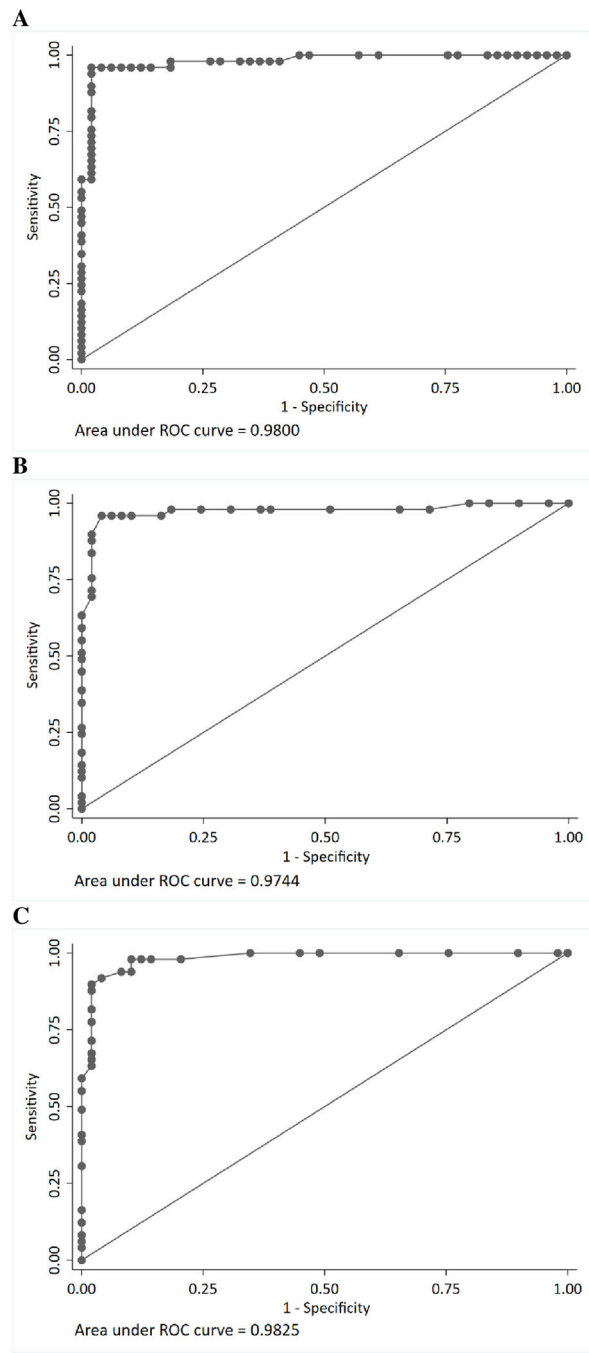 A
Sensitivity
1.00
0.75
0.50
0.25
0.00
0.00 0.25 0.50 0.75 1.00
1 - Specificity
Area under ROC curve = 0.9800
B
Sensitivity
1.00
0.75
0.50
0.25
0.00
0.00 0.25 0.50 0.75 1.00
1 - Specificity
Area under ROC curve = 0.9744
C
Sensitivity
1.00
0.75
0.50
0.25
0.00
0.00 0.25 0.50 0.75 1.00
1 - Specificity
Area under ROC curve = 0.9825